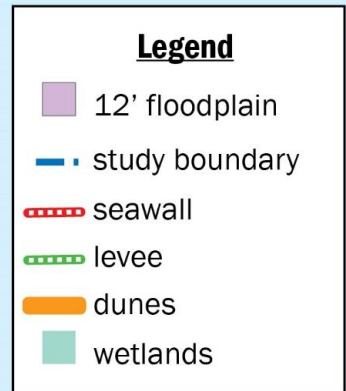 Legend
12’ floodplain
study boundary
seawall
levee
dunes
wetlands